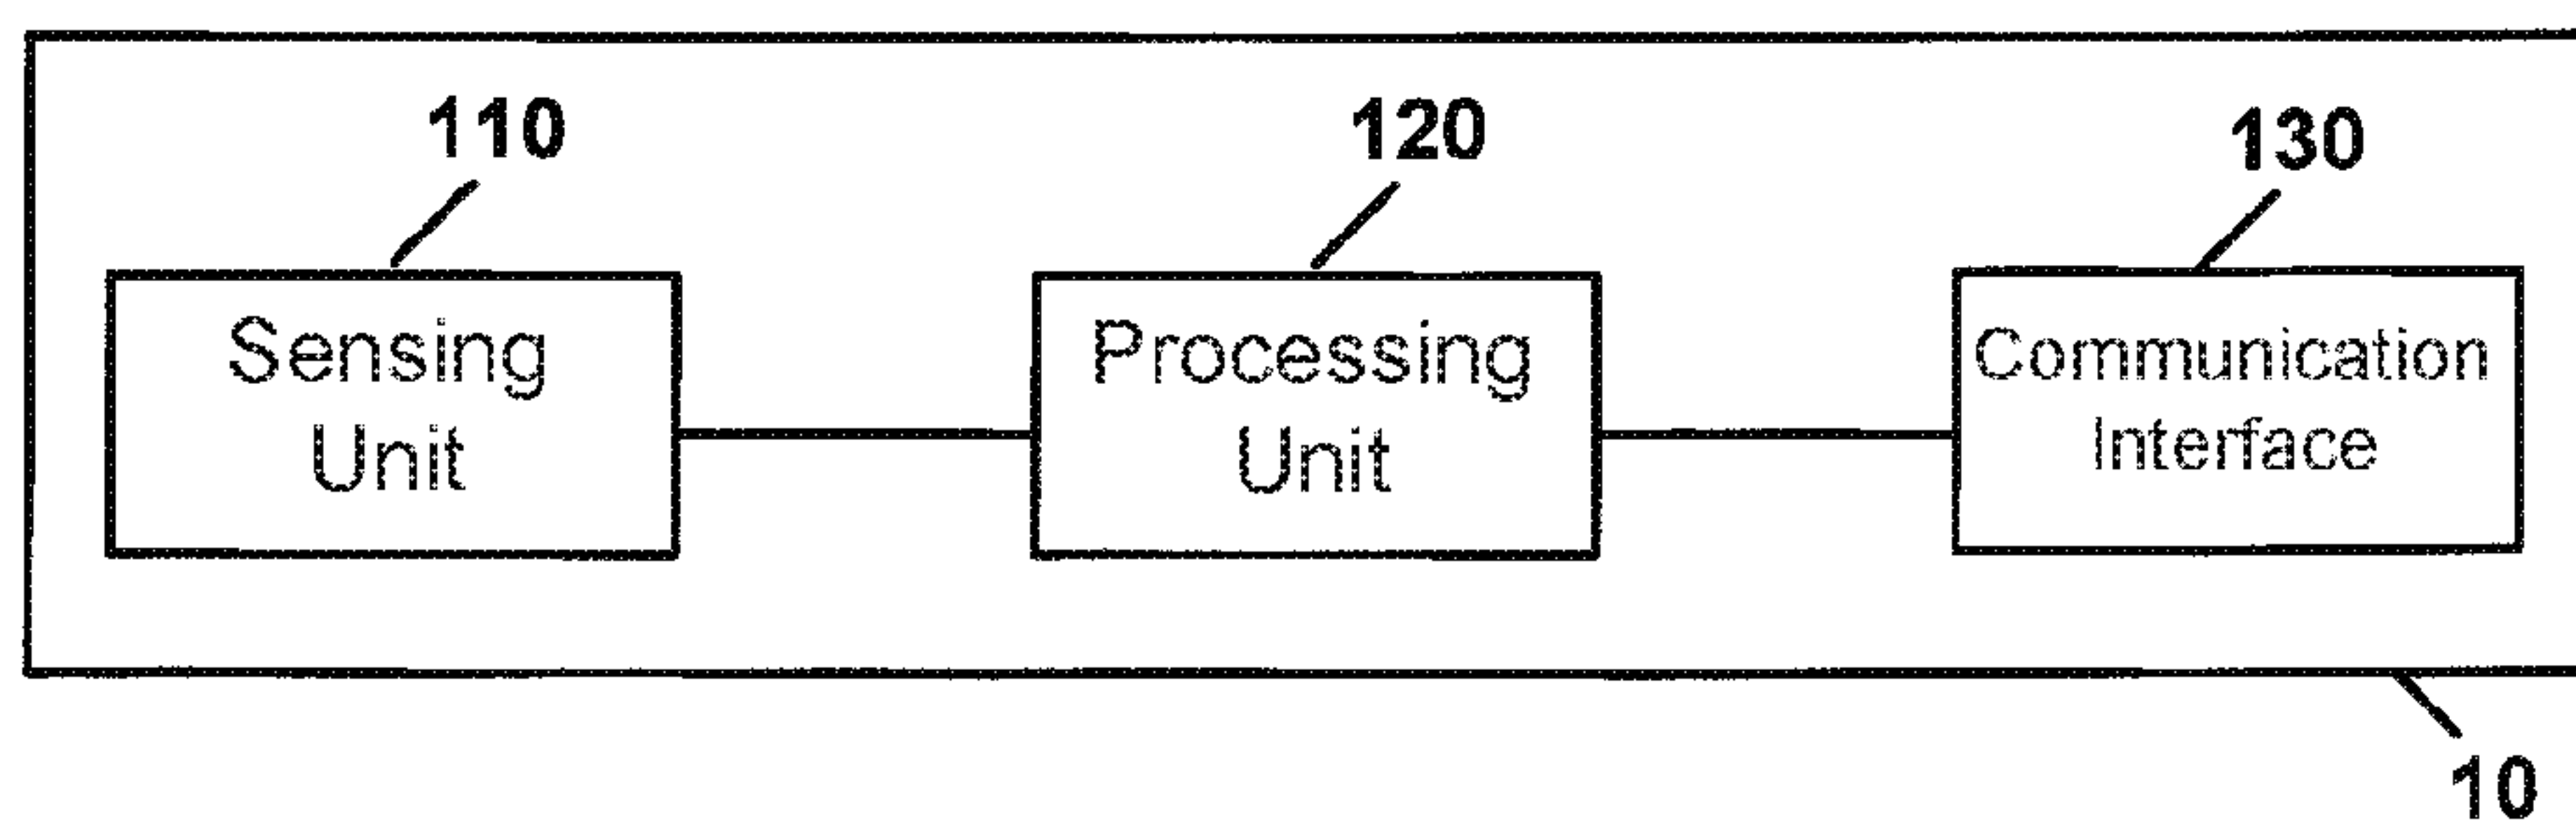 110
120
130
Sensing
Unit
Processing
Unit
Communication
Interface
10